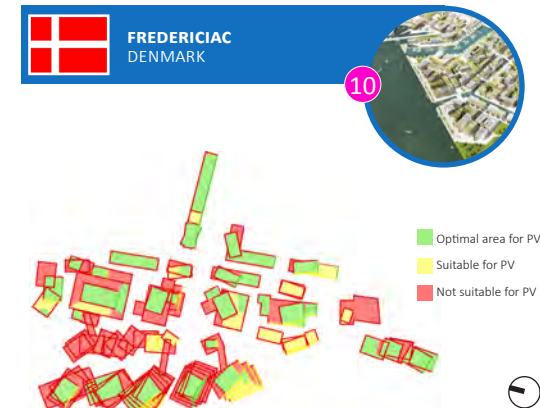 FREDERICIAC
DENMARK
10
Optimal area for PV
Suitable for PV
Not suitable for PV